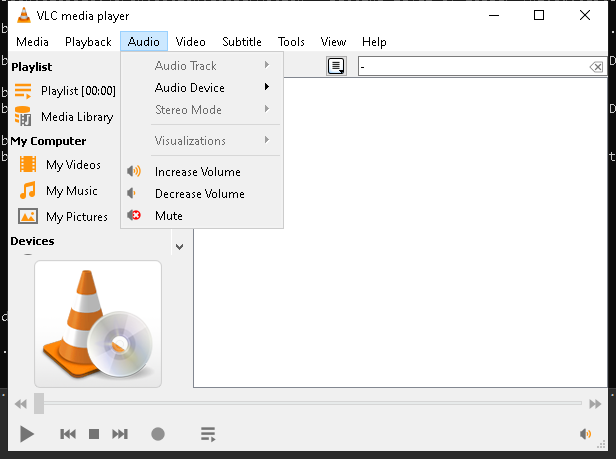 VLC media player
Media Playback Audio Video Subtitle Tools View Help
Playlist
Playlist [00:00]
Media Library
My Computer
My Videos
My Music
My Pictures
Devices
Audio Track
Audio Device
Stereo Mode
Visualizations
Increase Volume
Decrease Volume
Mute
-